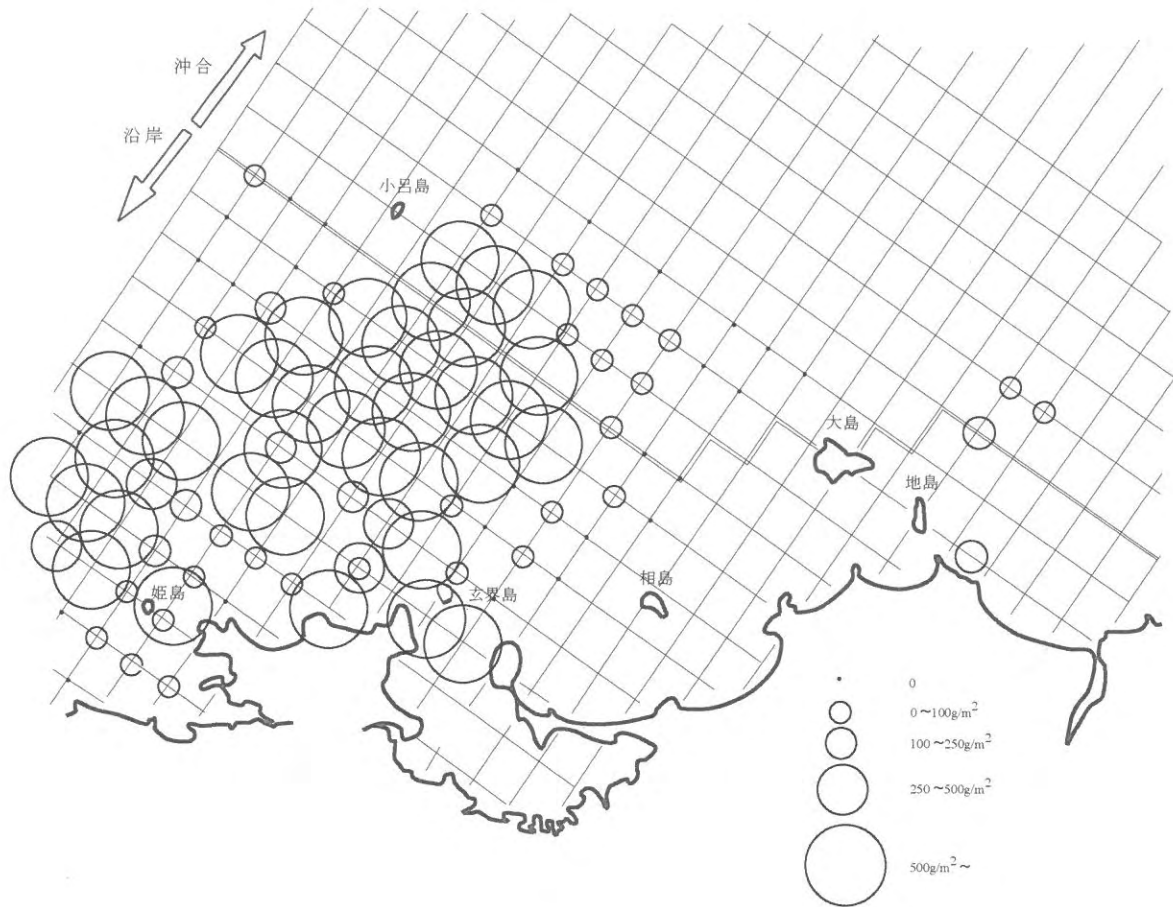 沖合
沿岸
小呂島
大島
地島
姫島
玄界島
相島
0
0～100g/m²
100～250g/m²
250～500g/m²
500g/m²～